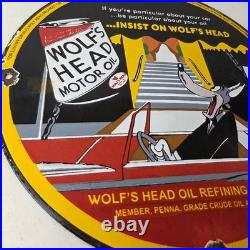 If you're particular about your car
be particular about your oil
...INSIST ON WOLF'S HEAD
WOLF'S
HEAD
MOTOR OIL
WOLF'S HEAD OIL REFINING
MEMBER, PENNA. GRADE CRUDE OIL A